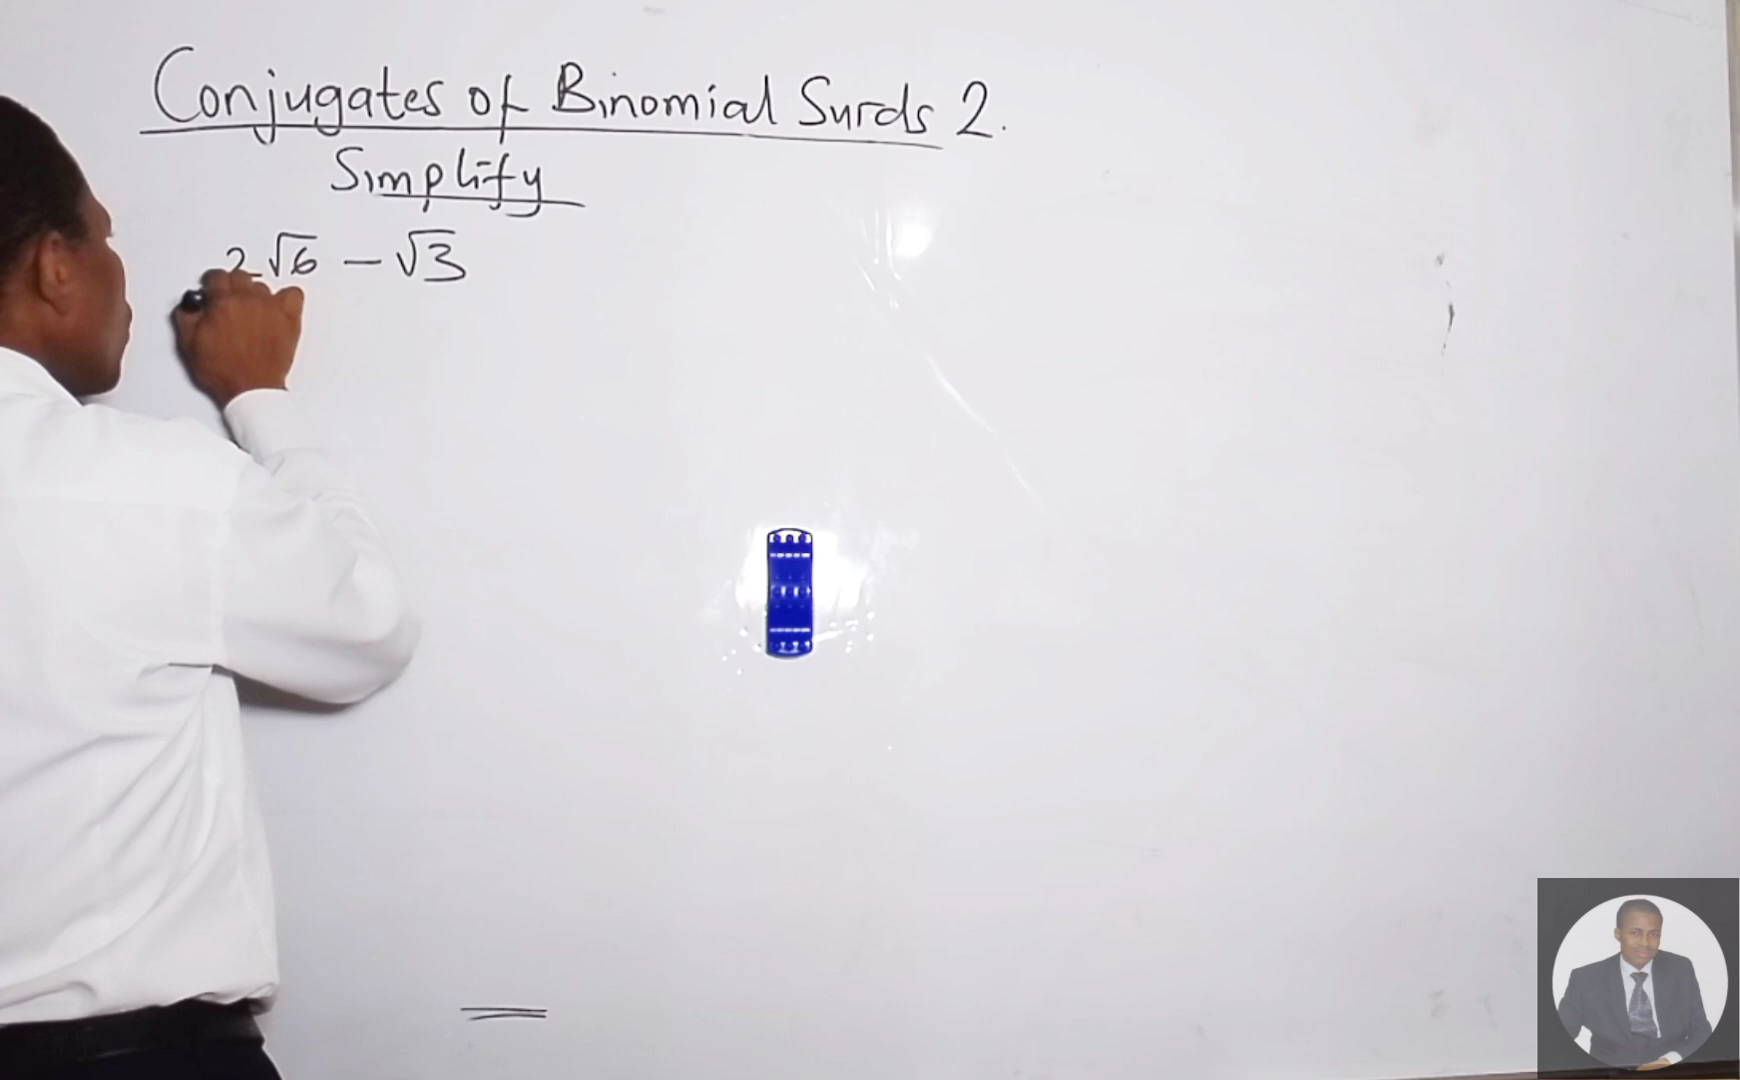 Conjugates of Binomial Surds 2.
Simplify
2√6 − √3